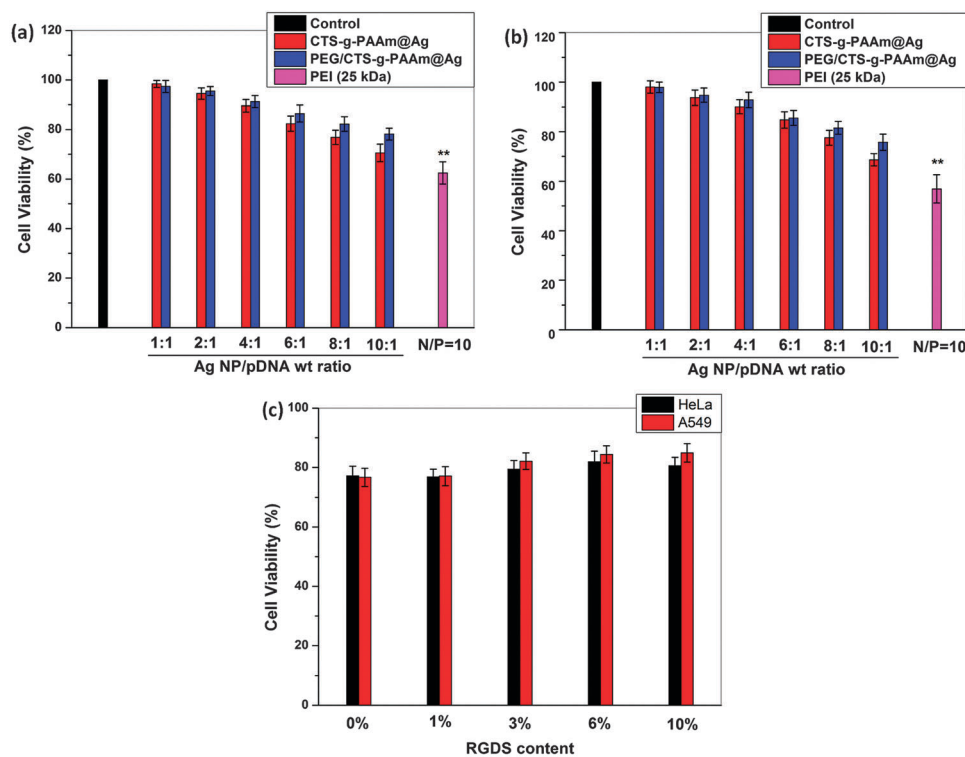 (a)
Control
CTS-g-PAAm@Ag
PEG/CTS-g-PAAm@Ag
PEI (25 kDa)
120
100
80
60
40
20
0
Cell Viability (%)
**
1:1 2:1 4:1 6:1 8:1 10:1 N/P=10
Ag NP/pDNA wt ratio
(b)
Control
CTS-g-PAAm@Ag
PEG/CTS-g-PAAm@Ag
PEI (25 kDa)
120
100
80
60
40
100
120
0
Cell Viability (%)
**
1:1 2:1 4:1 6:1 8:1 10:1 N/P=10
Ag NP/pDNA wt ratio
(c)
HeLa
A549
100
80
60
40
20
0
Cell Viability (%)
0% 1% 3% 6% 10%
RGDS content